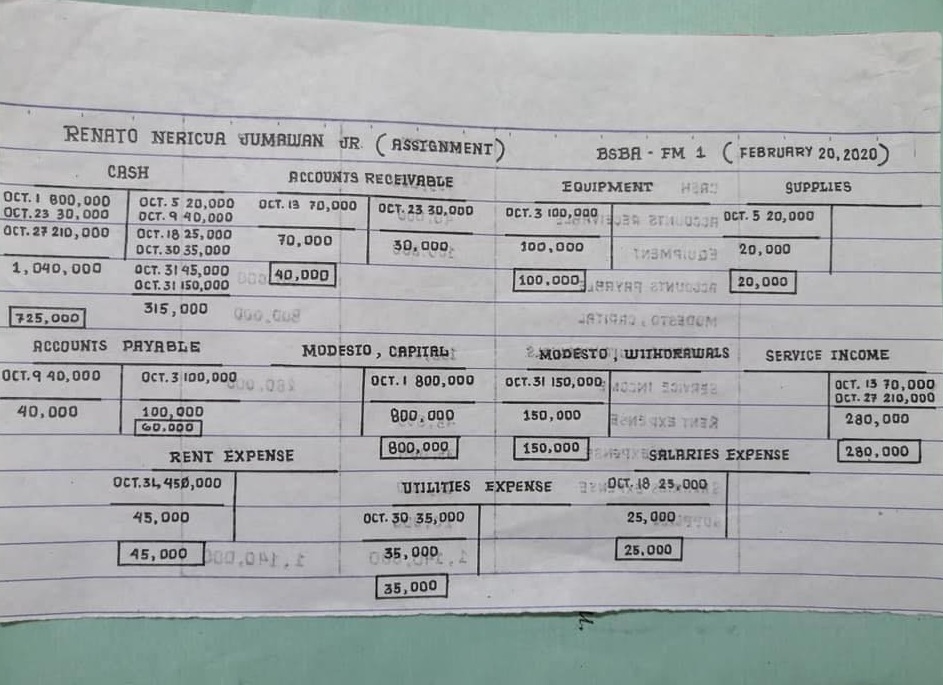 RENATO NERICUA JUMAWAN JR. (ASSIGNMENT) BSBA - FM 1 (FEBRUARY 20, 2020)
CASH ACCOUNTS RECEIVABLE EQUIPMENT SUPPLIES
OCT. 1 800,000 OCT. 5 20,000 OCT. 13 70,000 OCT. 23 30,000 OCT. 3 100,000 OCT. 5 20,000
OCT. 23 30,000 OCT. 9 40,000
OCT. 27 210,000 OCT. 18 25,000 70,000 30,000 100,000 20,000
OCT. 30 35,000
1,040,000 OCT. 31 45,000 40,000 100,000 20,000
OCT. 31 150,000
725,000 315,000
ACCOUNTS PAYABLE MODESTO, CAPITAL MODESTO, WITHDRAWALS SERVICE INCOME
OCT. 9 40,000 OCT. 3 100,000 OCT. 1 800,000 OCT. 31 150,000 OCT. 13 70,000
OCT. 27 210,000
40,000 100,000 800,000 150,000 280,000
60,000 800,000 150,000 280,000
RENT EXPENSE SALARIES EXPENSE
OCT. 31, UTILITIES EXPENSE OCT. 18 25,000
45,000 OCT. 30 35,000 25,000
45,000 35,000 25,000
35,000